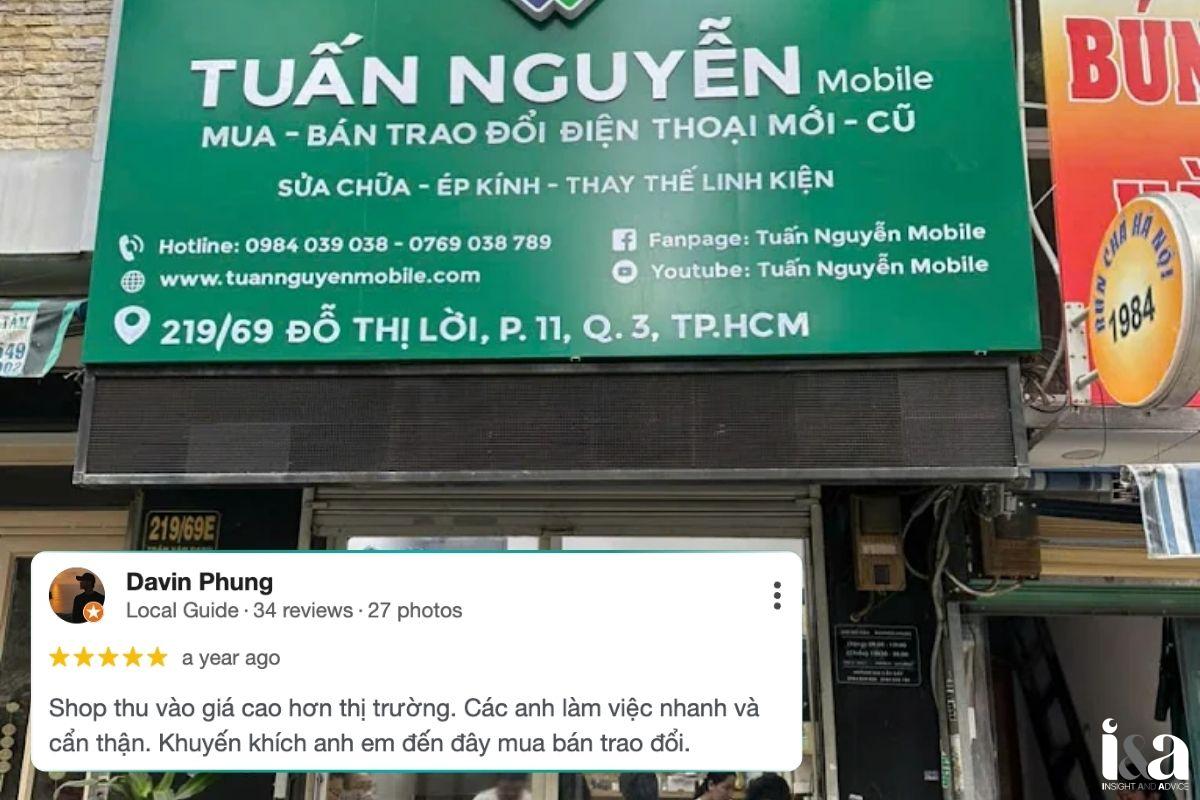 TUẤN NGUYỄN Mobile
MUA - BÁN TRAO ĐỔI ĐIỆN THOẠI MỚI - CŨ
SỬA CHỮA - ÉP KÍNH - THAY THẾ LINH KIỆN
Hotline: 0984 039 038 - 0769 038 789
www.tuannguyenmobile.com
Fanpage: Tuấn Nguyễn Mobile
Youtube: Tuấn Nguyễn Mobile
219/69 ĐỖ THỊ LỜI, P. 11, Q. 3, TP.HCM
BÚN
BÚN CHẢ HÀ NỘI
1984
219/69E
Davin Phung
Local Guide · 34 reviews · 27 photos
a year ago
Shop thu vào giá cao hơn thị trường. Các anh làm việc nhanh và
cẩn thận. Khuyến khích anh em đến đây mua bán trao đổi.
i&a
INSIGHT AND ADVICE